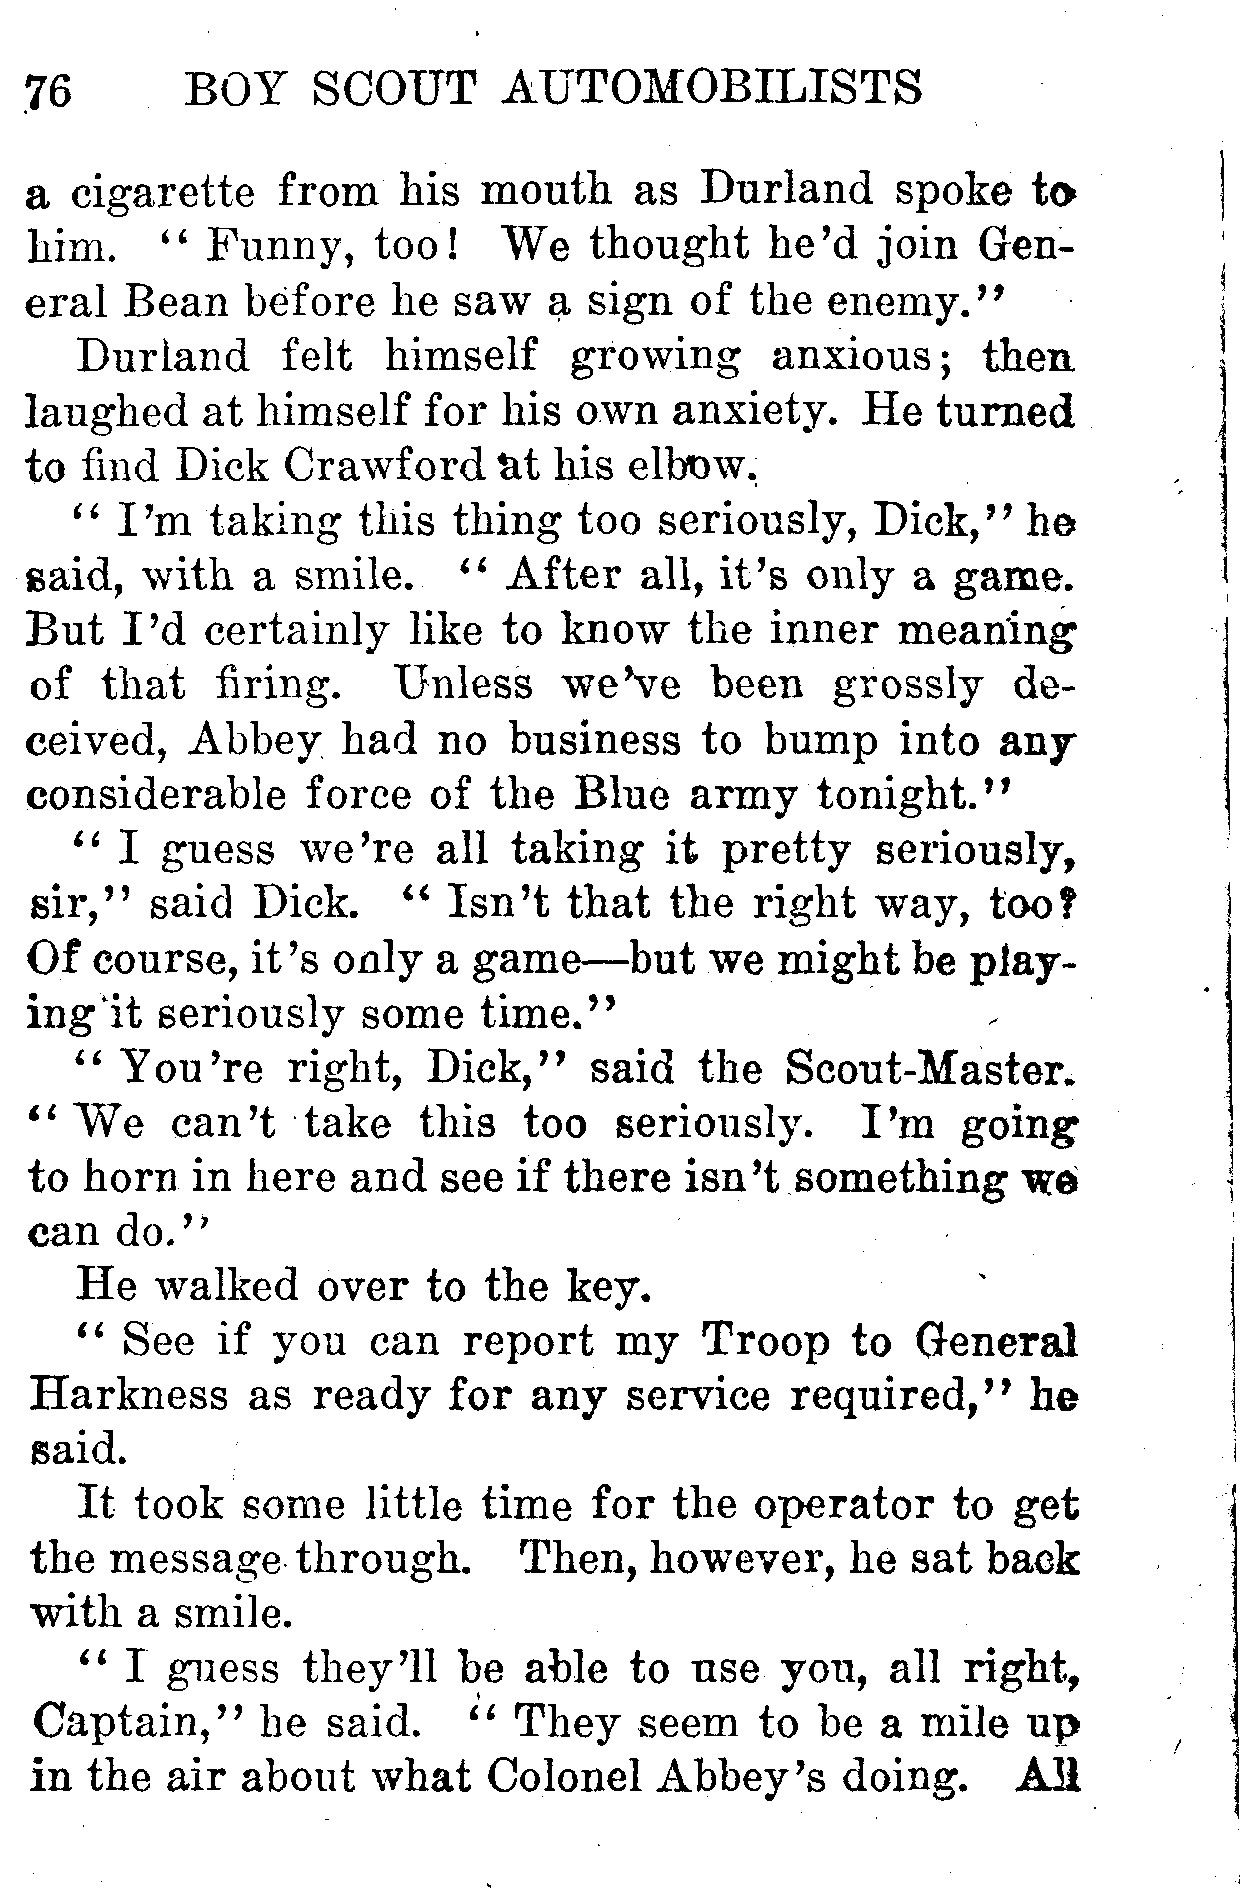 76 BOY SCOUT AUTOMOBILISTS
a cigarette from his mouth as Durland spoke to
him. “ Funny, too! We thought he’d join Gen-
eral Bean before he saw a sign of the enemy.”
Durland felt himself growing anxious; then
laughed at himself for his own anxiety. He turned
to find Dick Crawford at his elbow.
“ I’m taking this thing too seriously, Dick,” he
said, with a smile. “ After all, it’s only a game.
But I’d certainly like to know the inner meaning
of that firing. Unless we’ve been grossly de-
ceived, Abbey had no business to bump into any
considerable force of the Blue army tonight.”
“ I guess we’re all taking it pretty seriously,
sir,” said Dick. “ Isn’t that the right way, too?
Of course, it’s only a game—but we might be play-
ing it seriously some time.”
“ You’re right, Dick,” said the Scout-Master.
“ We can’t take this too seriously. I’m going
to horn in here and see if there isn’t something we
can do.”
He walked over to the key.
“ See if you can report my Troop to General
Harkness as ready for any service required,” he
said.
It took some little time for the operator to get
the message through. Then, however, he sat back
with a smile.
“ I guess they’ll be able to use you, all right,
Captain,” he said. “ They seem to be a mile up
in the air about what Colonel Abbey’s doing. All